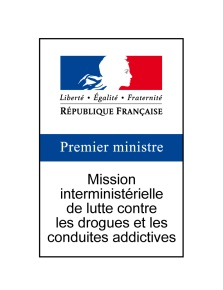 Liberté • Égalité • Fraternité
RÉPUBLIQUE FRANÇAISE
Premier ministre
Mission
interministérielle
de lutte contre
les drogues et les
conduites addictives